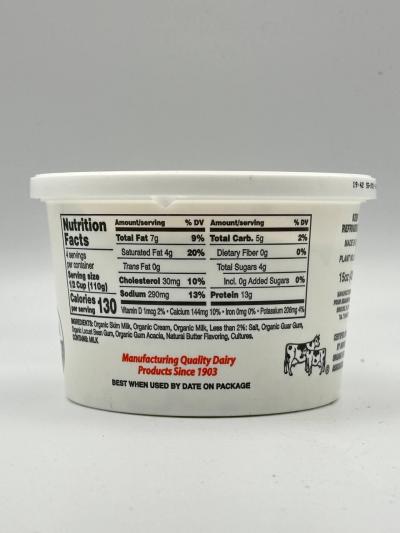 Nutrition Facts
4 servings per container
Serving size
1/2 Cup (110g)
Calories per serving 130
Amount/serving % DV
Total Fat 7g 9%
Saturated Fat 4g 20%
Trans Fat 0g
Cholesterol 30mg 10%
Sodium 290mg 13%
Amount/serving % DV
Total Carb. 5g 2%
Dietary Fiber 0g 0%
Total Sugars 4g
Incl. 0g Added Sugars 0%
Protein 13g
Vitamin D 1mcg 2% • Calcium 144mg 10% • Iron 0mg 0% • Potassium 206mg 4%
INGREDIENTS: Organic Skim Milk, Organic Cream, Less than 2%: Salt, Organic Guar Gum,
Organic Locust Bean Gum, Organic Gum Acacia, Natural Butter Flavoring, Cultures.
CONTAINS: MILK
Manufacturing Quality Dairy
Products Since 1903
BEST WHEN USED BY DATE ON PACKAGE
REFRIG
MADE
PLANT
15oz
®